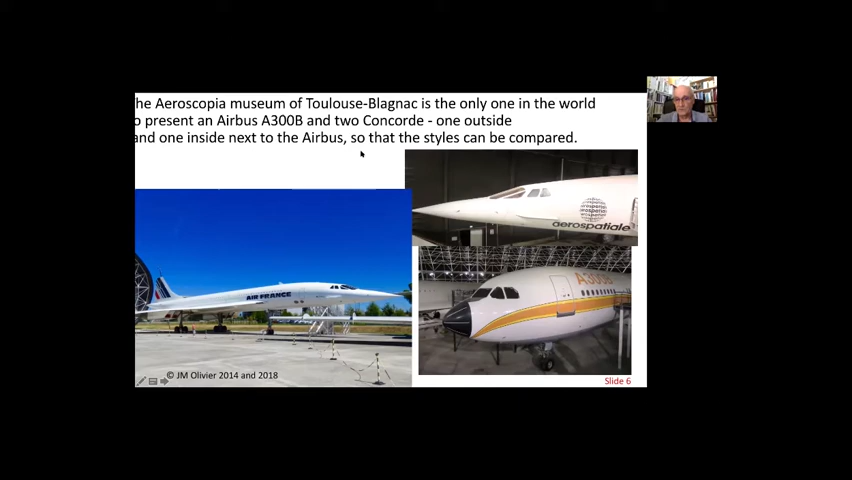 he Aeroscopia museum of Toulouse-Blagnac is the only one in the world
o present an Airbus A300B and two Concorde - one outside
and one inside next to the Airbus, so that the styles can be compared.
aerospatiale
AIR FRANCE
A300B
© JM Olivier 2014 and 2018
Slide 6